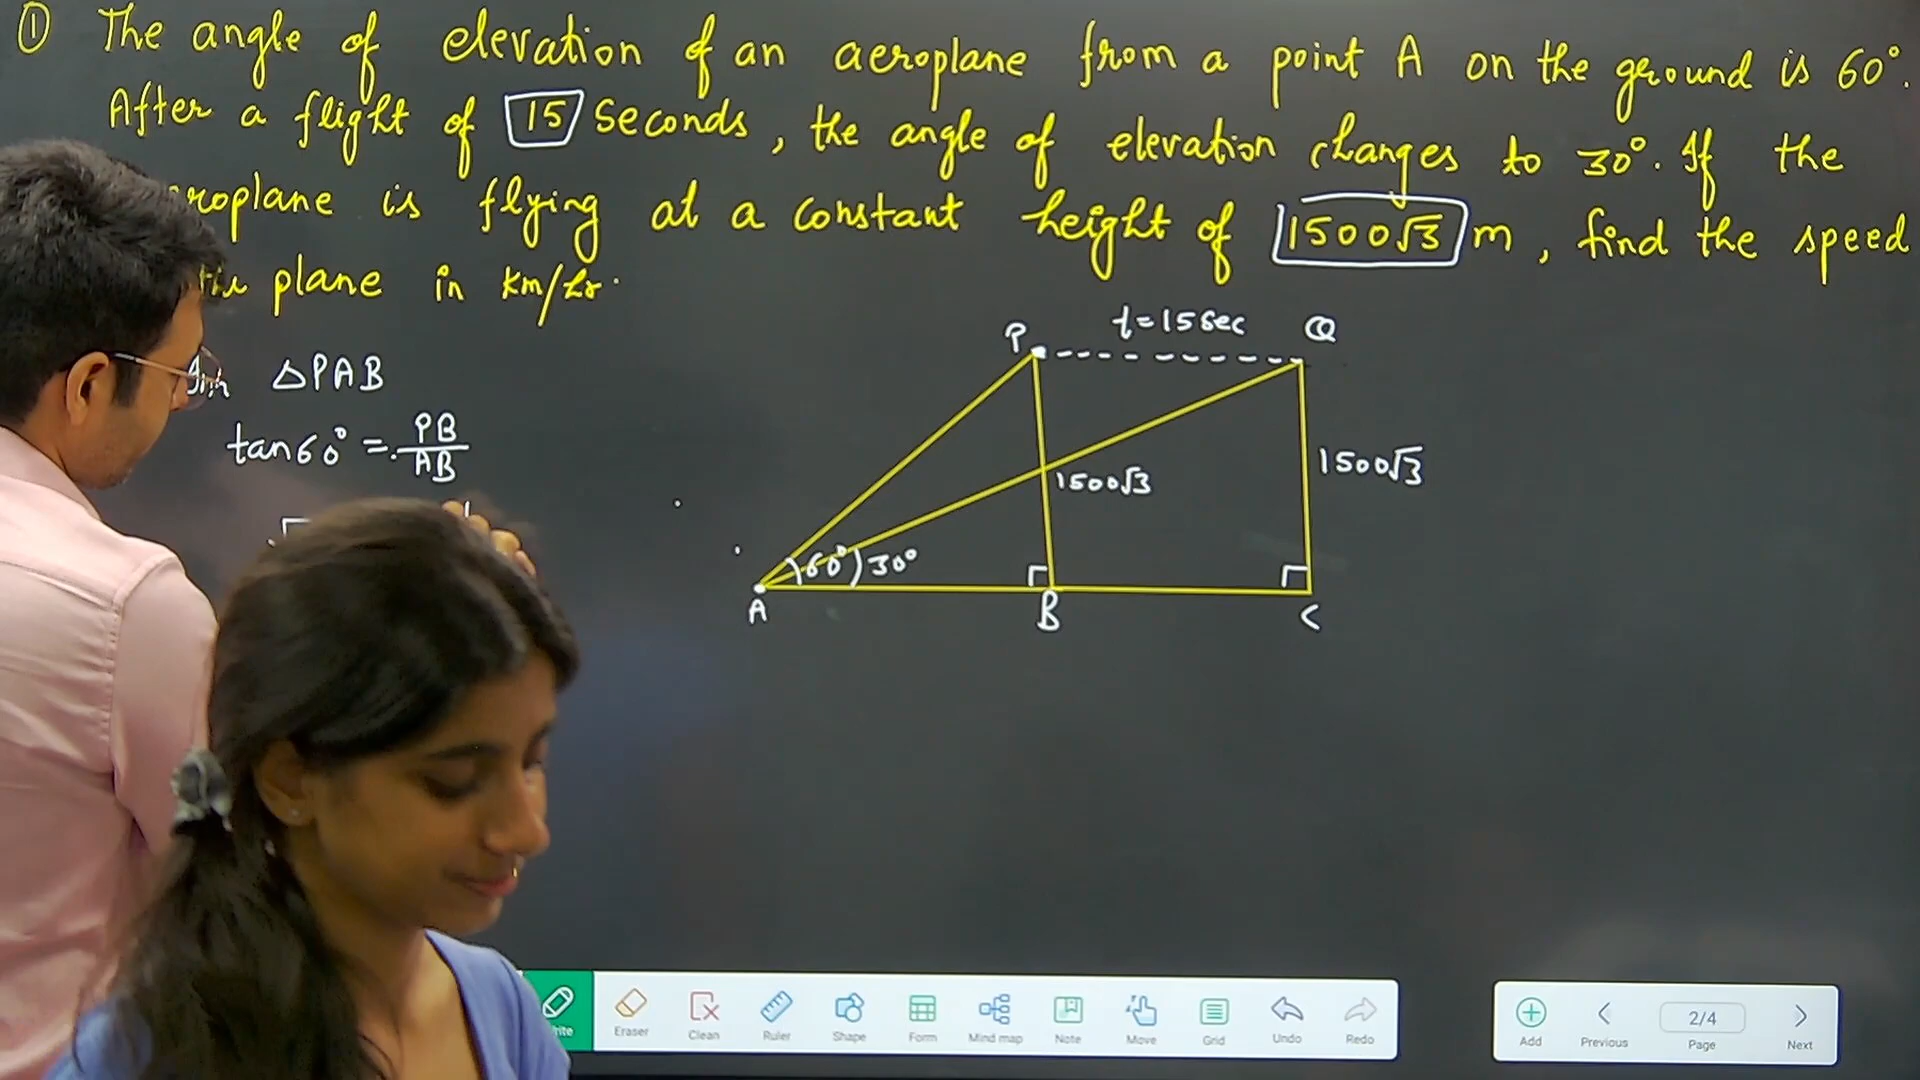 ① The angle of elevation of an aeroplane from a point A on the ground is 60°.
After a flight of 15 Seconds, the angle of elevation changes to 30°. If the
roplane is flying at a constant height of 1500√3 m, find the speed
the plane in km/hr.
t=15sec
P
Q
In △PAB
tan60° = PB/AB
1500√3
1500√3
60°
30°
A
B
C
Eraser
Clean
Ruler
Shape
Form
Mind map
Note
Move
Grid
Undo
Redo
Add
Previous
2/4
Page
Next